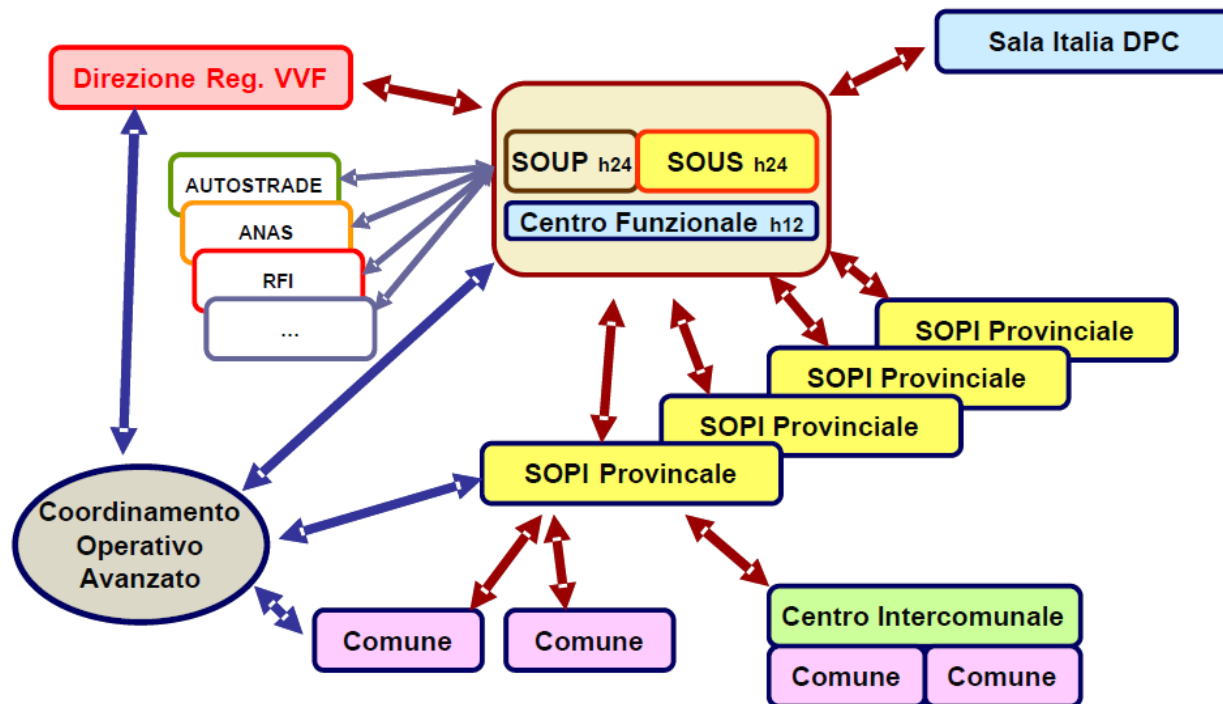 Sala Italia DPC
Direzione Reg. VVF
SOUP h24
SOUS h24
Centro Funzionale h12
AUTOSTRADE
ANAS
RFI
...
SOPI Provinciale
SOPI Provinciale
SOPI Provinciale
SOPI Provincale
Coordinamento
Operativo
Avanzato
Comune
Comune
Centro Intercomunale
Comune
Comune